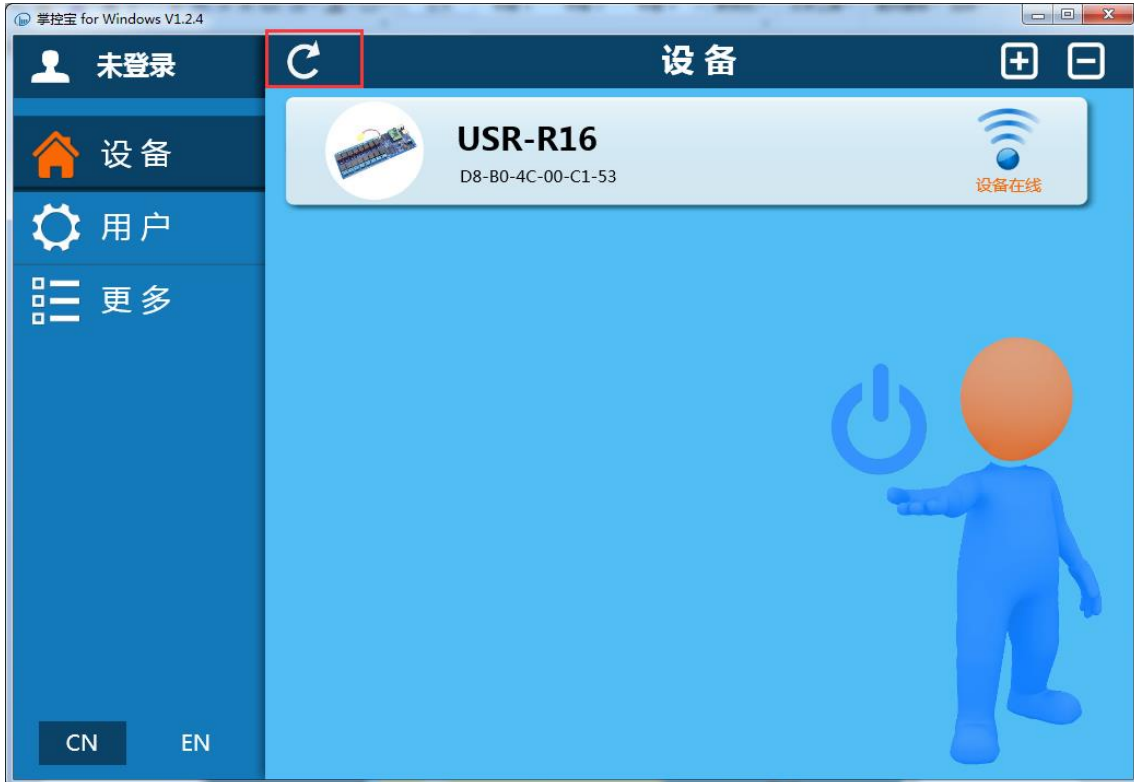 掌控宝 for Windows V1.2.4
未登录
设备
设备
用户
更多
USR-R16
D8-B0-4C-00-C1-53
设备在线
CN
EN